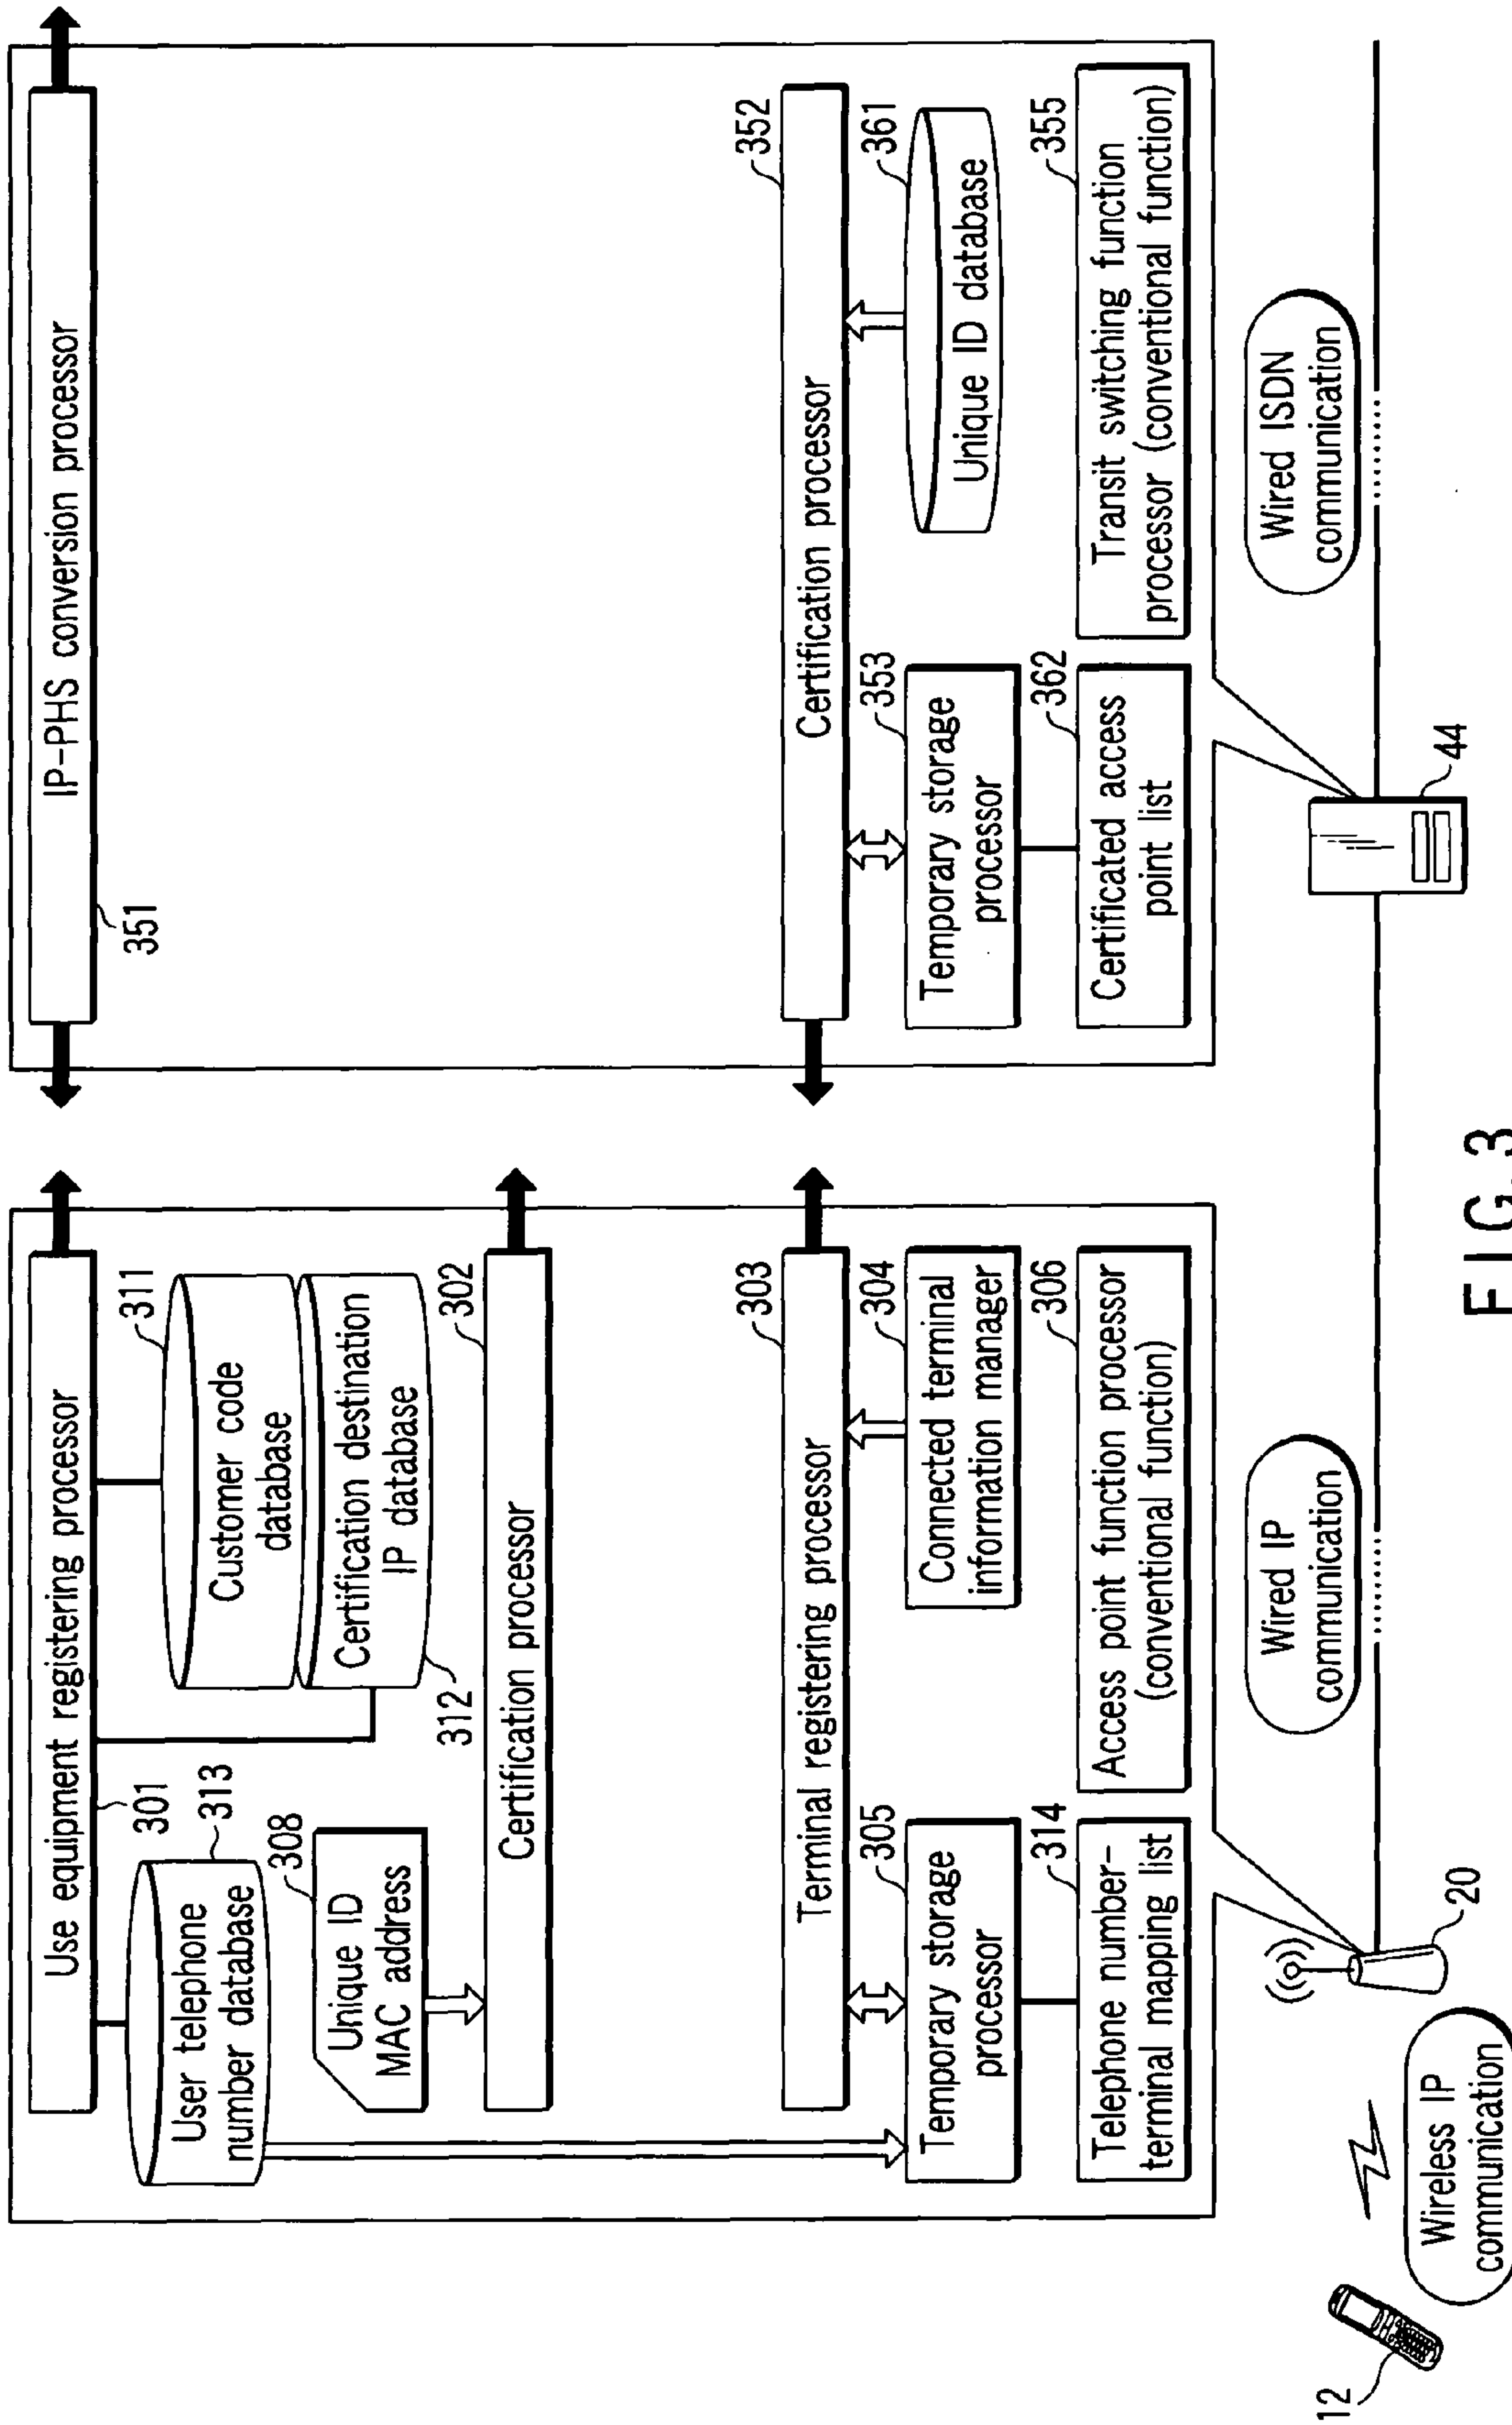 Use equipment registering processor
301
313
User telephone
number database
311
Customer code
database
Certification destination
IP database
312
308
Unique ID
MAC address
302
Certification processor
303
Terminal registering processor
305
Temporary storage
processor
304
Connected terminal
information manager
314
Telephone number-
terminal mapping list
306
Access point function processor
(conventional function)
IP-PHS conversion processor
351
352
Certification processor
353
Temporary storage
processor
361
Unique ID database
362
Certificated access
point list
355
Transit switching function
processor (conventional function)
12
Wireless IP
communication
20
Wired IP
communication
44
Wired ISDN
communication
FIG. 3